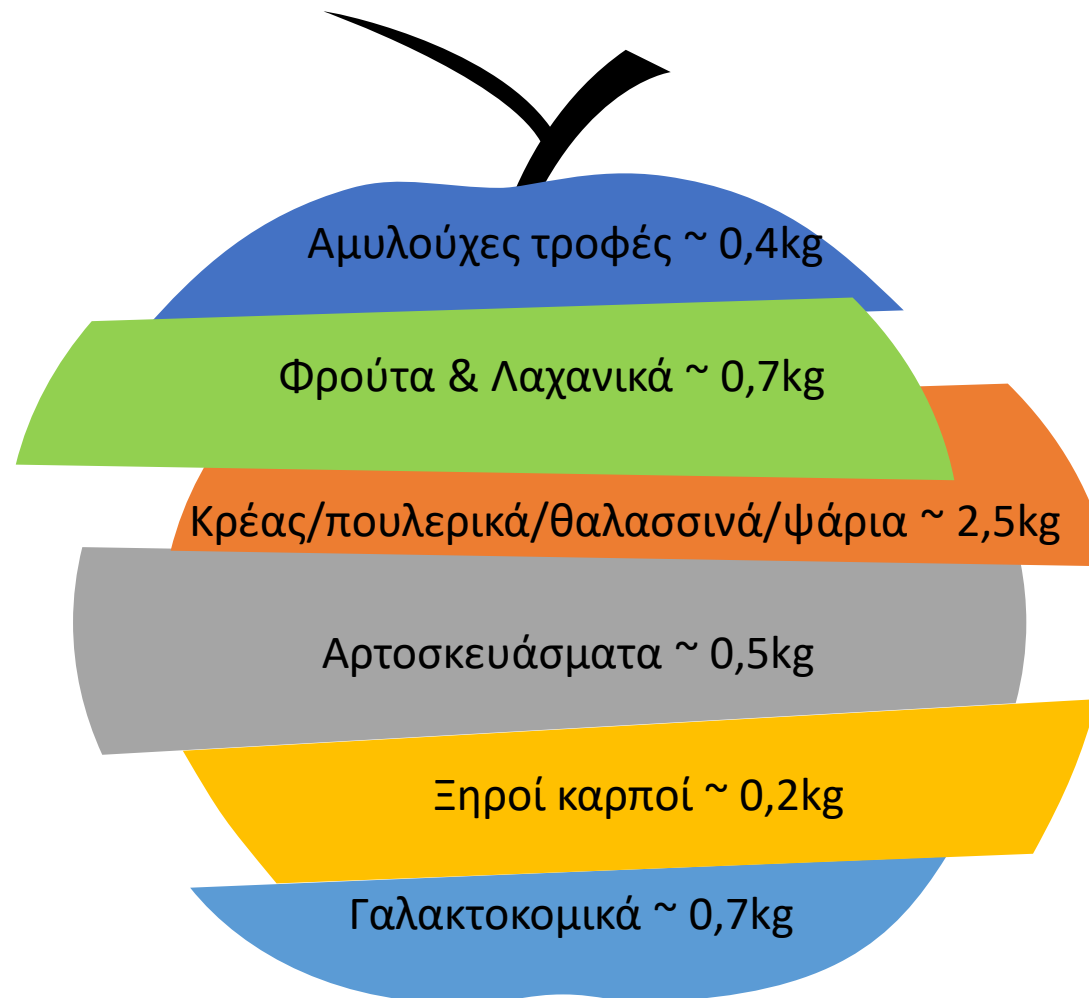 Αμυλούχες τροφές ~ 0,4kg
Φρούτα & Λαχανικά ~ 0,7kg
Κρέας/πουλερικά/θαλασσινά/ψάρια ~ 2,5kg
Αρτοσκευάσματα ~ 0,5kg
Ξηροί καρποί ~ 0,2kg
Γαλακτοκομικά ~ 0,7kg